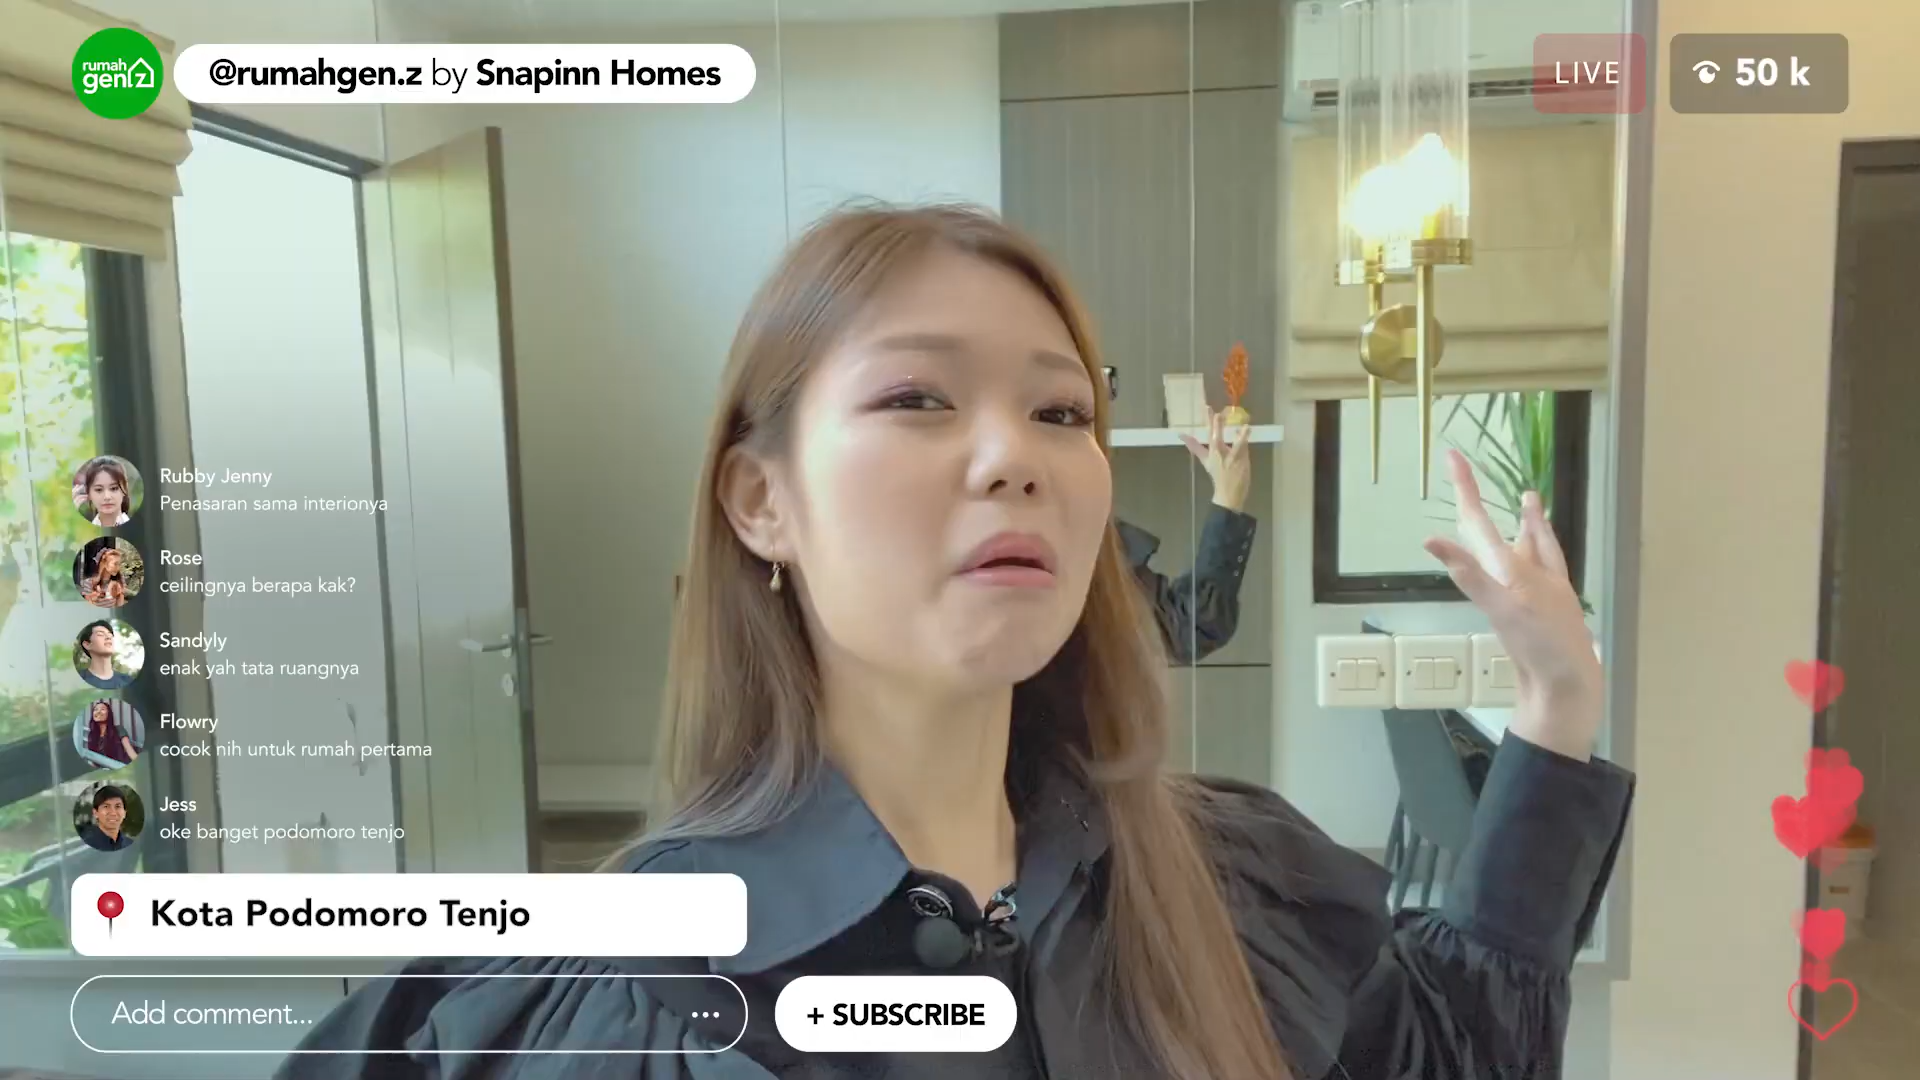 rumah
gen z
@rumahgen.z by Snapinn Homes
LIVE
50 k
Rubby Jenny
Penasaran sama interionya
Rose
ceilingnya berapa kak?
Sandyly
enak yah tata ruangnya
Flowry
cocok nih untuk rumah pertama
Jess
oke banget podomoro tenjo
Kota Podomoro Tenjo
Add comment...
+ SUBSCRIBE